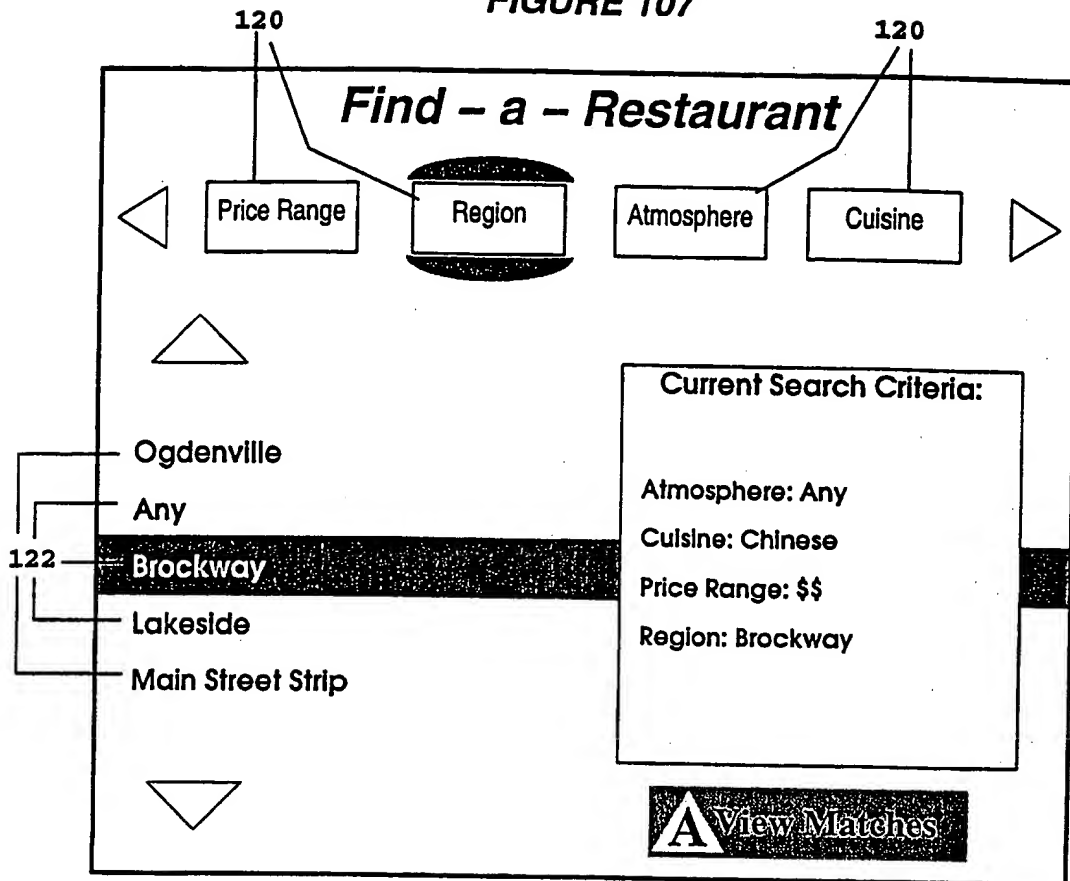 FIGURE 107
120 120
Find – a – Restaurant
Price Range Region Atmosphere Cuisine
Current Search Criteria:
Ogdenville
Any
122 Brockway
Lakeside
Main Street Strip
Atmosphere: Any
Cuisine: Chinese
Price Range: $$
Region: Brockway
A View Matches